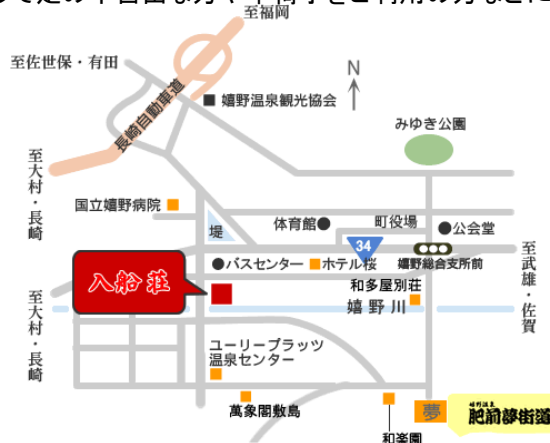 至福岡
至佐世保・有田
長崎自動車道
■ 嬉野温泉観光協会
N
みゆき公園
至大村・長崎
国立嬉野病院
堤
体育館
町役場
公会堂
34
バスセンター
ホテル桜
嬉野総合支所前
至武雄・佐賀
入船荘
和多屋別荘
嬉野川
至大村・長崎
ユーリープラッツ
温泉センター
萬象閣敷島
和楽園
夢
肥前夢街道